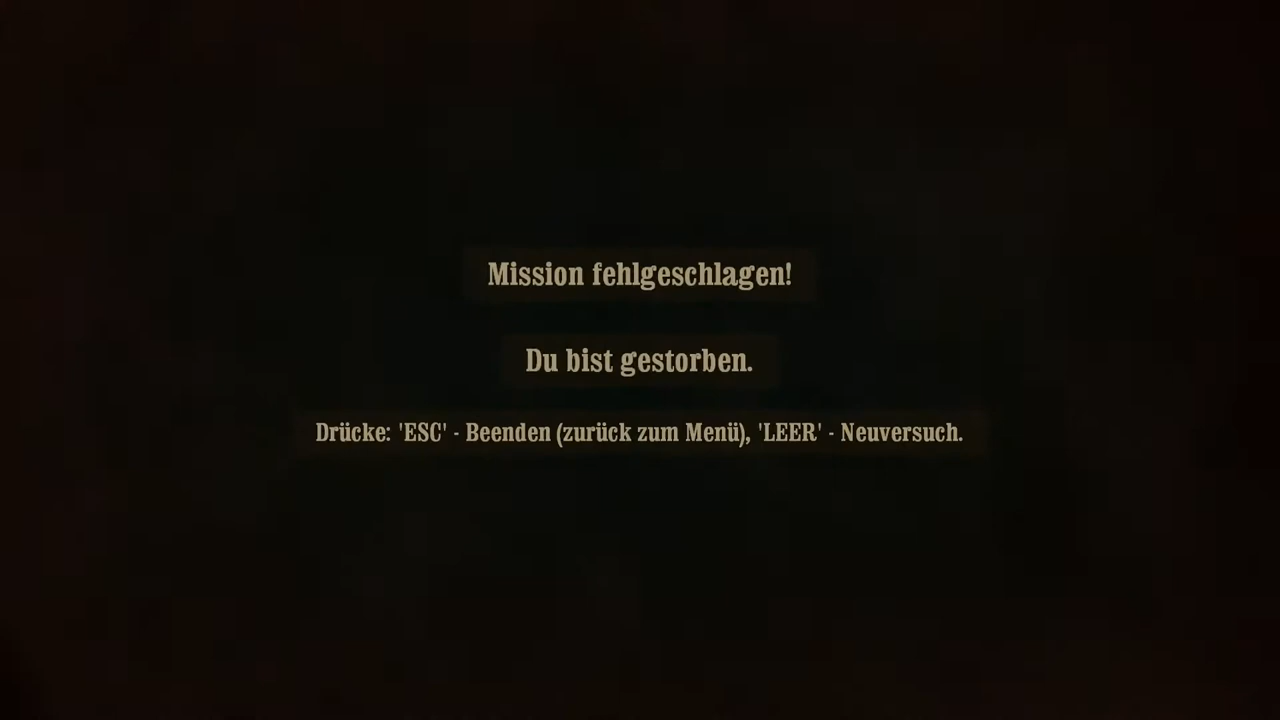 Mission fehlgeschlagen!
Du bist gestorben.
Drücke: 'ESC' - Beenden (zurück zum Menü), 'LEER' - Neuversuch.